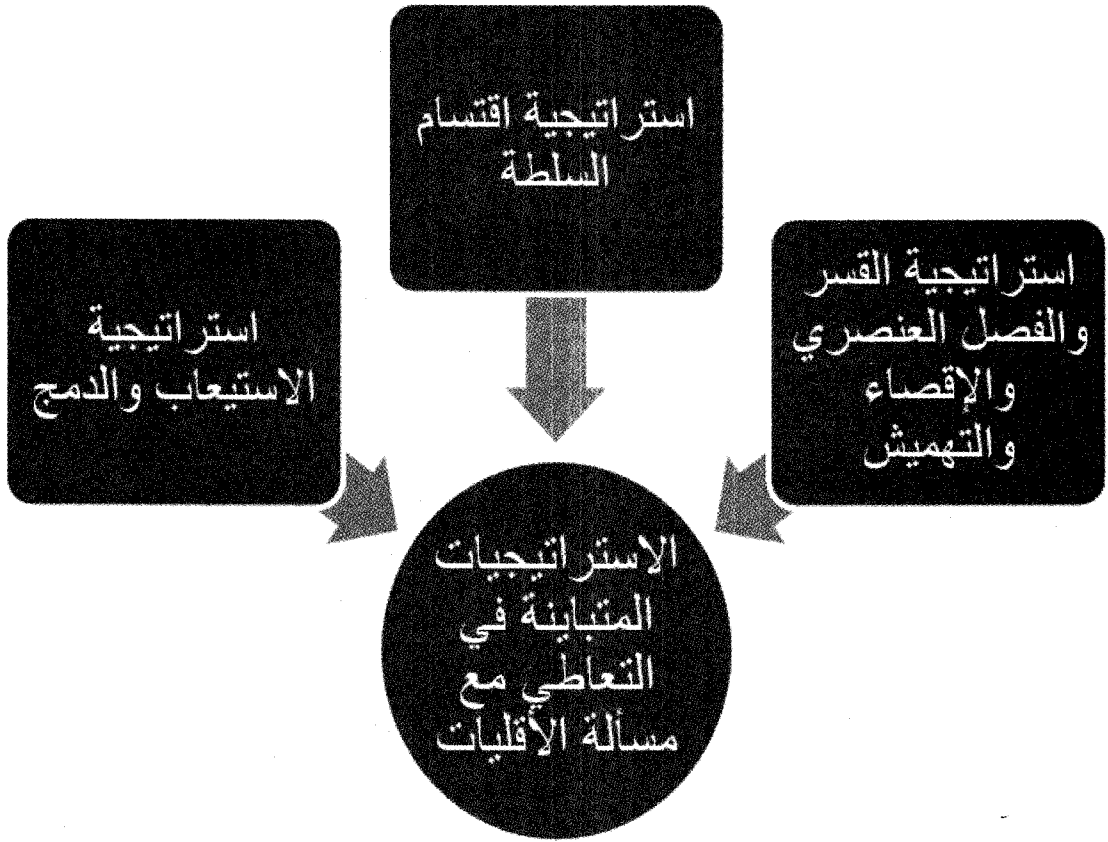 استراتيجية اقتسام
السلطة
استراتيجية القسر
والفصل العنصري
والإقصاء
والتهميش
استراتيجية
الاستيعاب والدمج
الاستراتيجيات
المتباينة في
التعاطي مع
مسألة الأقليات